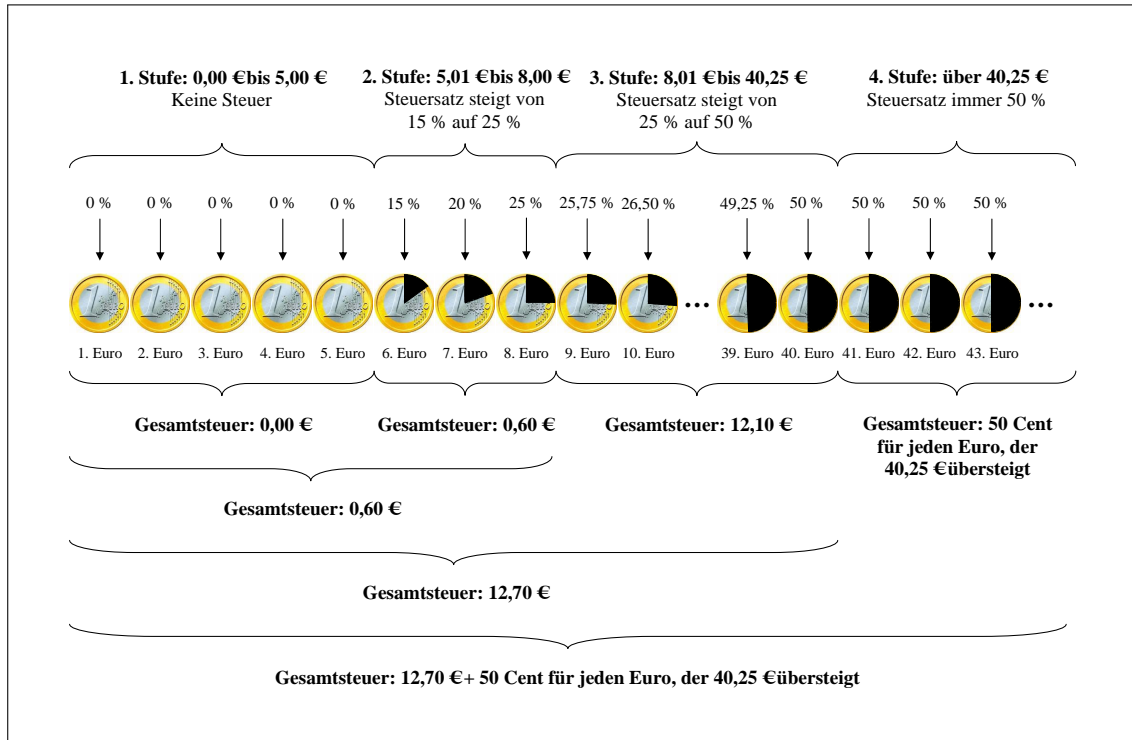 1. Stufe: 0,00 €bis 5,00 €
Keine Steuer
2. Stufe: 5,01 €bis 8,00 €
Steuersatz steigt von
15 % auf 25 %
3. Stufe: 8,01 €bis 40,25 €
Steuersatz steigt von
25 % auf 50 %
4. Stufe: über 40,25 €
Steuersatz immer 50 %
0 % 0 % 0 % 0 % 0 % 15 % 20 % 25 % 25,75 % 26,50 % 49,25 % 50 % 50 % 50 % 50 %
... ...
1. Euro 2. Euro 3. Euro 4. Euro 5. Euro 6. Euro 7. Euro 8. Euro 9. Euro 10. Euro 39. Euro 40. Euro 41. Euro 42. Euro 43. Euro
Gesamtsteuer: 0,00 €
Gesamtsteuer: 0,60 €
Gesamtsteuer: 12,10 €
Gesamtsteuer: 50 Cent
für jeden Euro, der
40,25 €übersteigt
Gesamtsteuer: 0,60 €
Gesamtsteuer: 12,70 €
Gesamtsteuer: 12,70 €+ 50 Cent für jeden Euro, der 40,25 €übersteigt